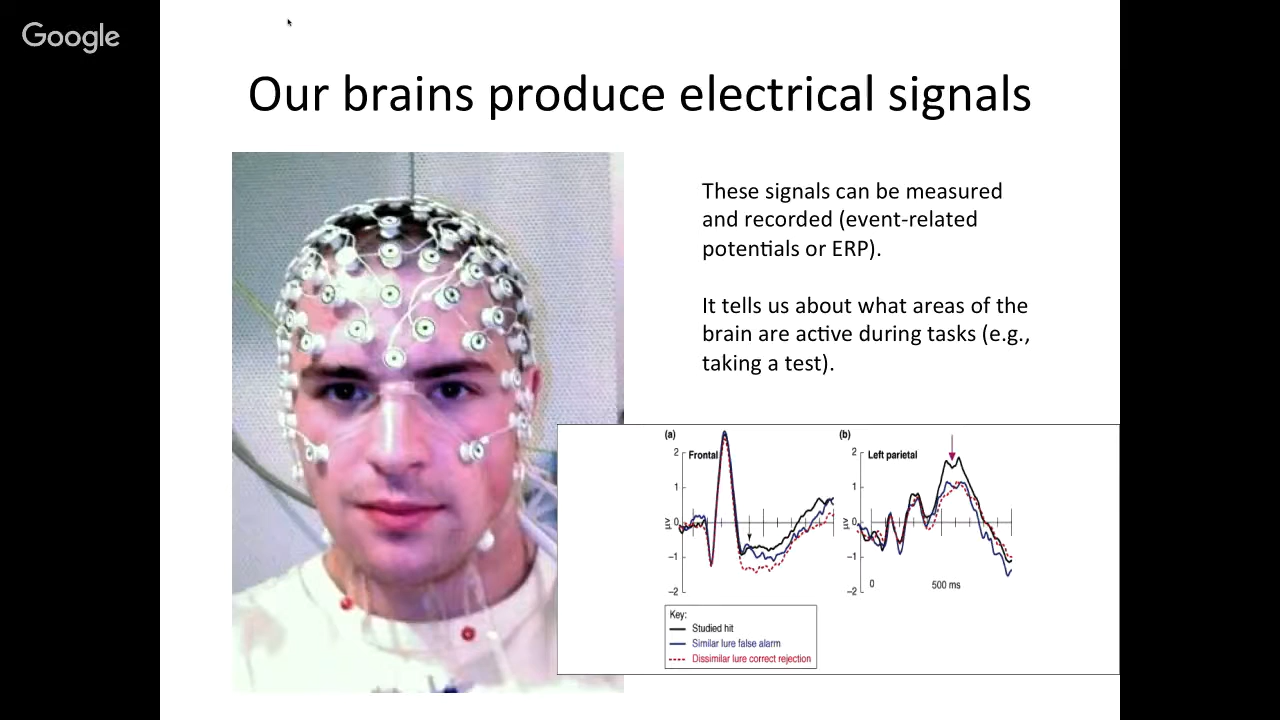 Google
Our brains produce electrical signals
These signals can be measured
and recorded (event-related
potentials or ERP).
It tells us about what areas of the
brain are active during tasks (e.g.,
taking a test).
(a)
Frontal
2
1
0
−1
−2
μV
(b)
Left parietal
2
1
0
−1
−2
μV
0
500 ms
Key:
Studied hit
Similar lure false alarm
Dissimilar lure correct rejection